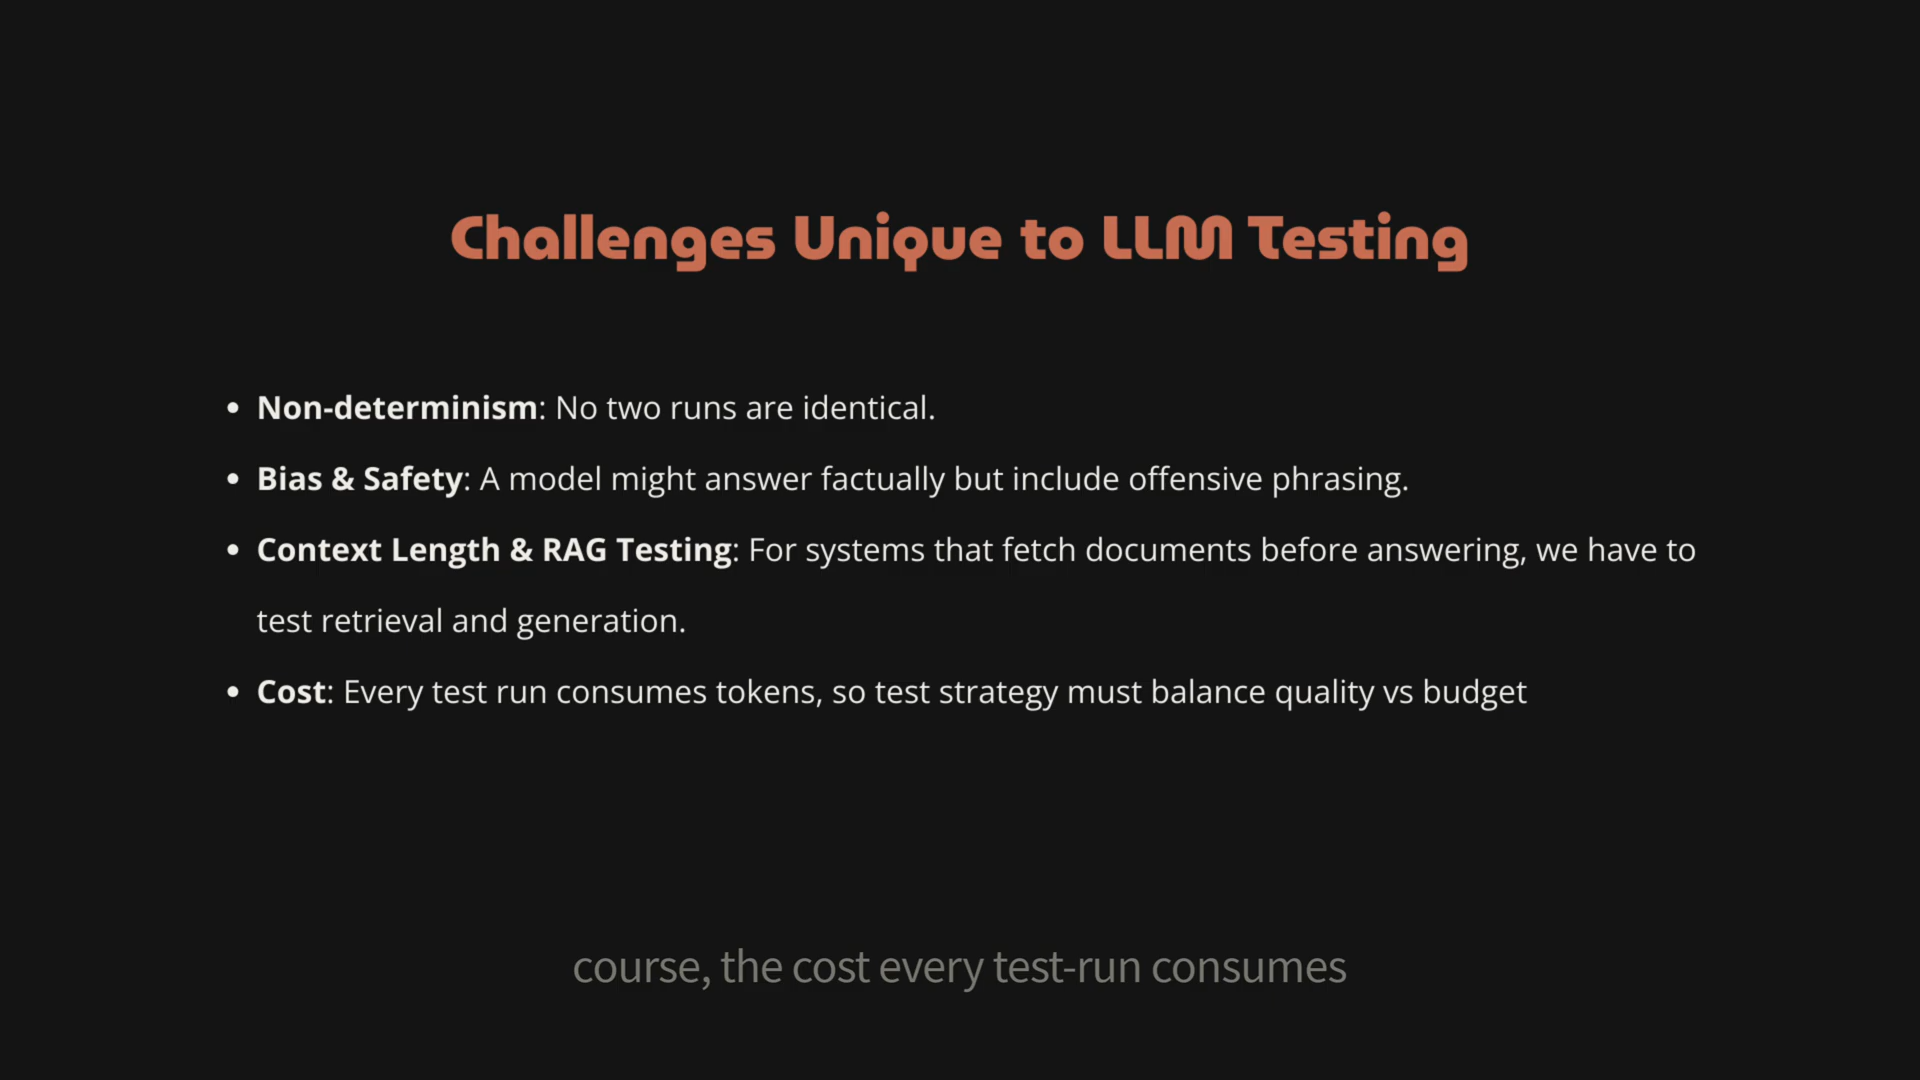 Challenges Unique to LLM Testing
• Non-determinism: No two runs are identical.
• Bias & Safety: A model might answer factually but include offensive phrasing.
• Context Length & RAG Testing: For systems that fetch documents before answering, we have to
test retrieval and generation.
• Cost: Every test run consumes tokens, so test strategy must balance quality vs budget
course, the cost every test-run consumes